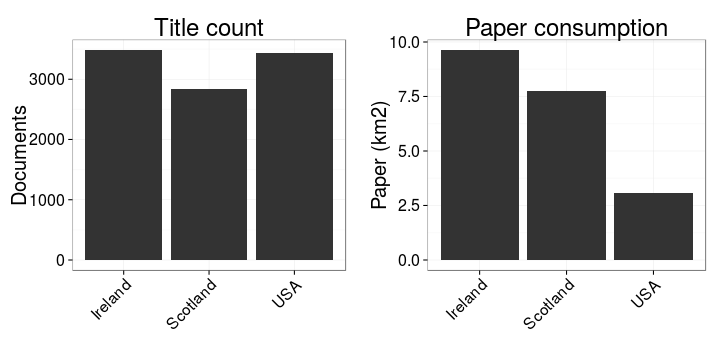 Title count
Documents
3000
2000
1000
0
Ireland
Scotland
USA
Paper consumption
Paper (km2)
10.0
7.5
5.0
2.5
0.0
Ireland
Scotland
USA